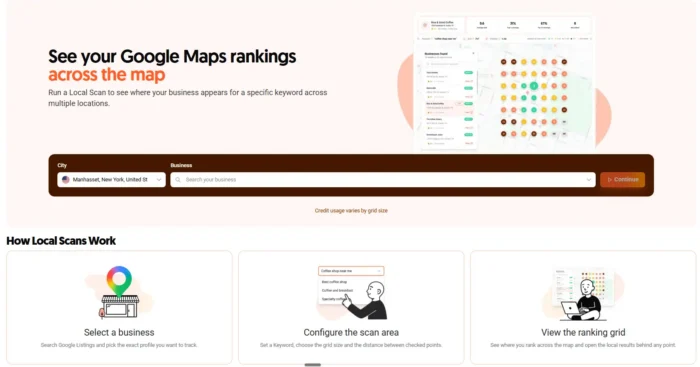 See your Google Maps rankings
across the map
Run a Local Scan to see where your business appears for a specific keyword across
multiple locations.
City
Business
Manhasset, New York, United St
Search your business
Continue
Credit usage varies by grid size
How Local Scans Work
Coffee shop near me
Best coffee shop
Coffee and breakfast
Specialty coffee
Select a business
Configure the scan area
View the ranking grid
Search Google Listings and pick the exact profile you want to track.
Set a Keyword, choose the grid size and the distance between checked points.
See where you rank across the map and open the local results behind any point.